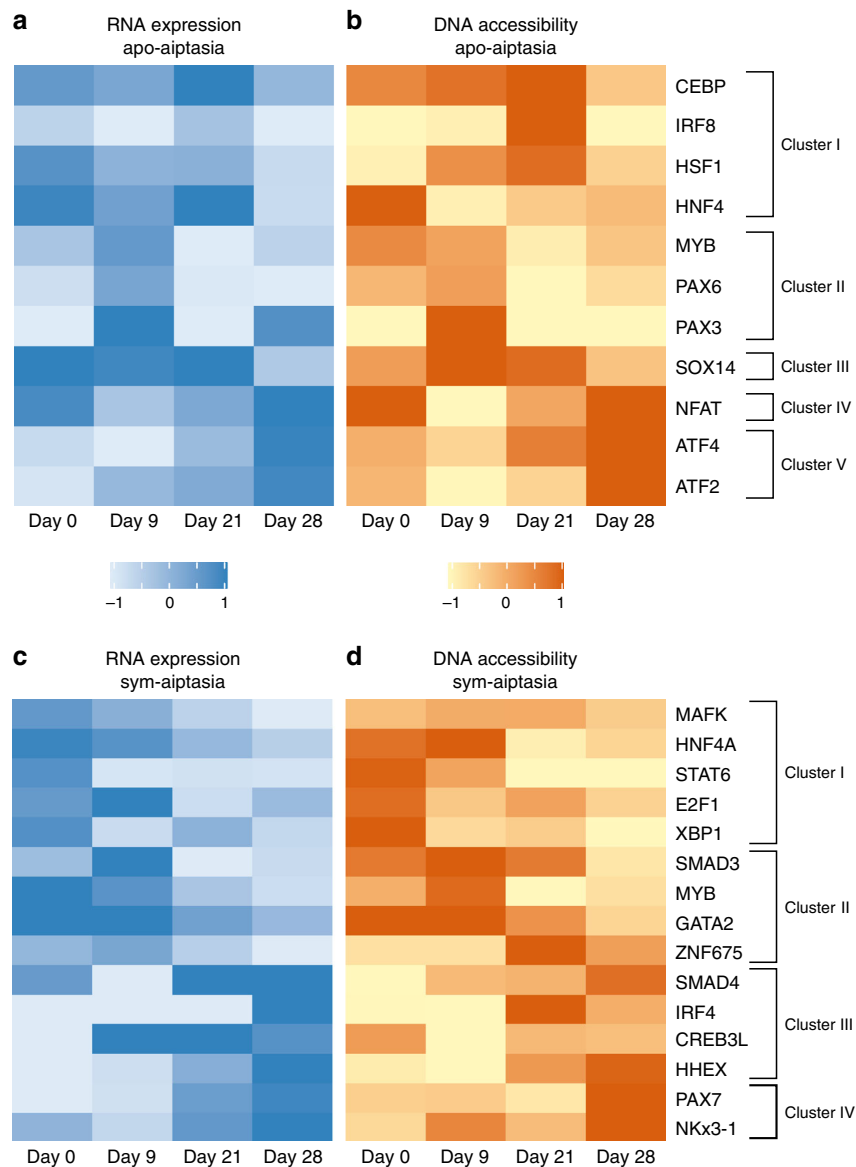 a
RNA expression
apo-aiptasia
b
DNA accessibility
apo-aiptasia
CEBP
IRF8
HSF1
HNF4
Cluster I
MYB
PAX6
PAX3
Cluster II
SOX14
Cluster III
NFAT
Cluster IV
ATF4
ATF2
Cluster V
Day 0 Day 9 Day 21 Day 28
Day 0 Day 9 Day 21 Day 28
−1 0 1
−1 0 1
c
RNA expression
sym-aiptasia
d
DNA accessibility
sym-aiptasia
MAFK
HNF4A
STAT6
E2F1
XBP1
Cluster I
SMAD3
MYB
GATA2
ZNF675
Cluster II
SMAD4
IRF4
CREB3L
HHEX
Cluster III
PAX7
NKx3-1
Cluster IV
Day 0 Day 9 Day 21 Day 28
Day 0 Day 9 Day 21 Day 28